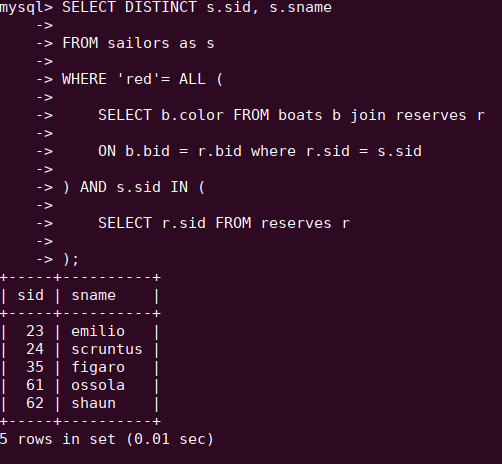 mysql> SELECT DISTINCT s.sid, s.sname
    ->
    -> FROM sailors as s
    ->
    -> WHERE 'red'= ALL (
    ->
    ->     SELECT b.color FROM boats b join reserves r
    ->
    ->     ON b.bid = r.bid where r.sid = s.sid
    ->
    -> ) AND s.sid IN (
    ->
    ->     SELECT r.sid FROM reserves r
    ->
    -> );
+-----+----------+
| sid | sname    |
+-----+----------+
|  23 | emilio   |
|  24 | scruntus |
|  35 | figaro   |
|  61 | ossola   |
|  62 | shaun    |
+-----+----------+
5 rows in set (0.01 sec)